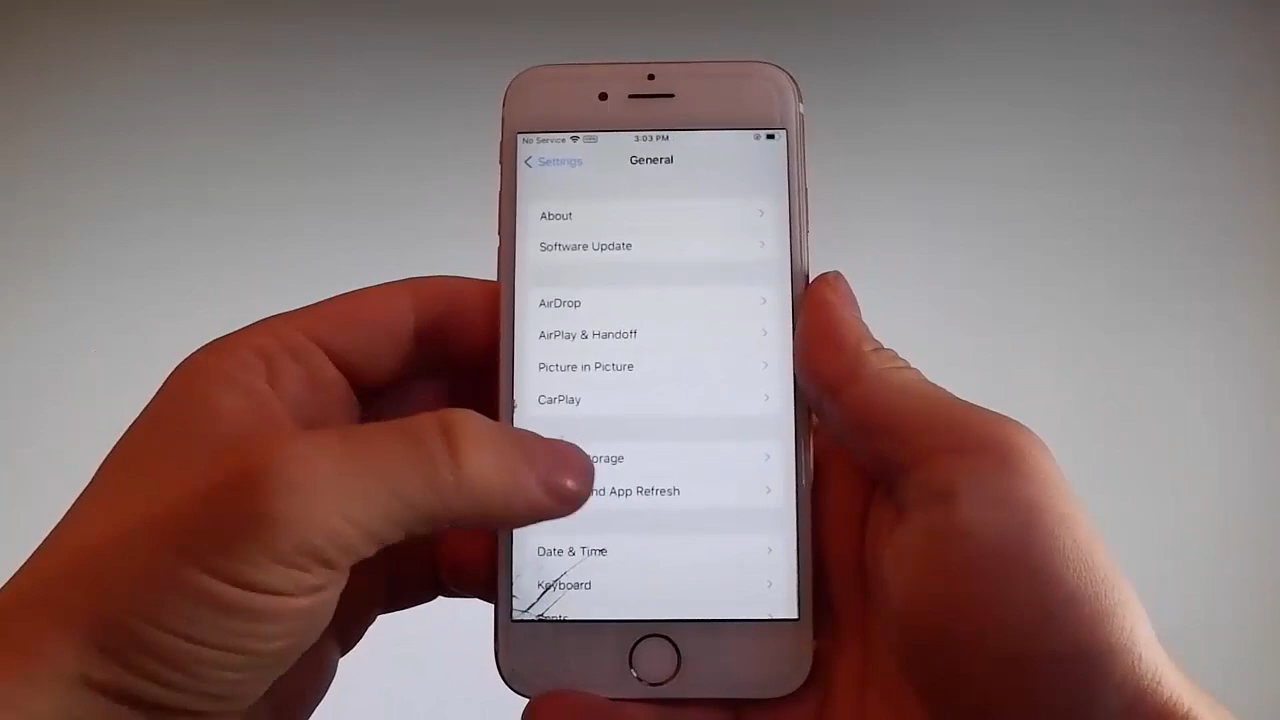 No Service 3:03 PM
Settings General
About
Software Update
AirDrop
AirPlay & Handoff
Picture in Picture
CarPlay
orage
nd App Refresh
Date & Time
Keyboard